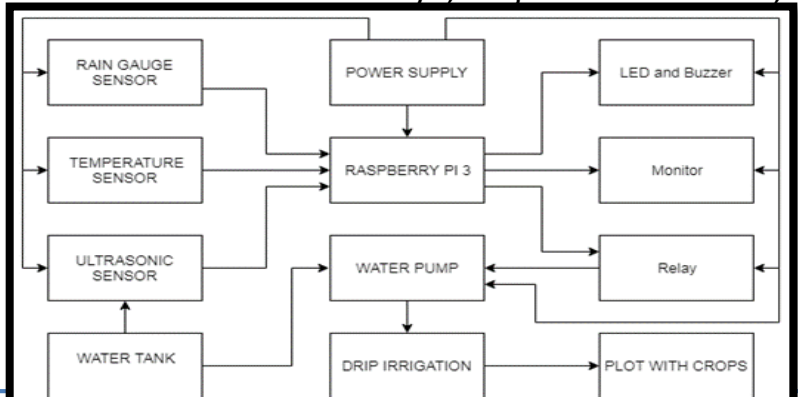 RAIN GAUGE
SENSOR
POWER SUPPLY
LED and Buzzer
TEMPERATURE
SENSOR
RASPBERRY PI 3
Monitor
ULTRASONIC
SENSOR
WATER PUMP
Relay
WATER TANK
DRIP IRRIGATION
PLOT WITH CROPS